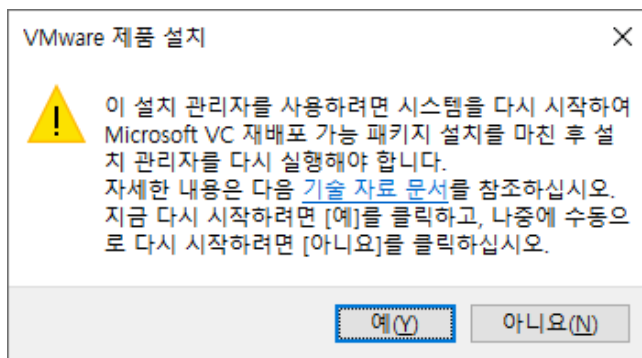 VMware 제품 설치
이 설치 관리자를 사용하려면 시스템을 다시 시작하여
Microsoft VC 재배포 가능 패키지 설치를 마친 후 설
치 관리자를 다시 실행해야 합니다.
자세한 내용은 다음 기술 자료 문서를 참조하십시오.
지금 다시 시작하려면 [예]를 클릭하고, 나중에 수동으
로 다시 시작하려면 [아니요]를 클릭하십시오.
예(Y)
아니요(N)